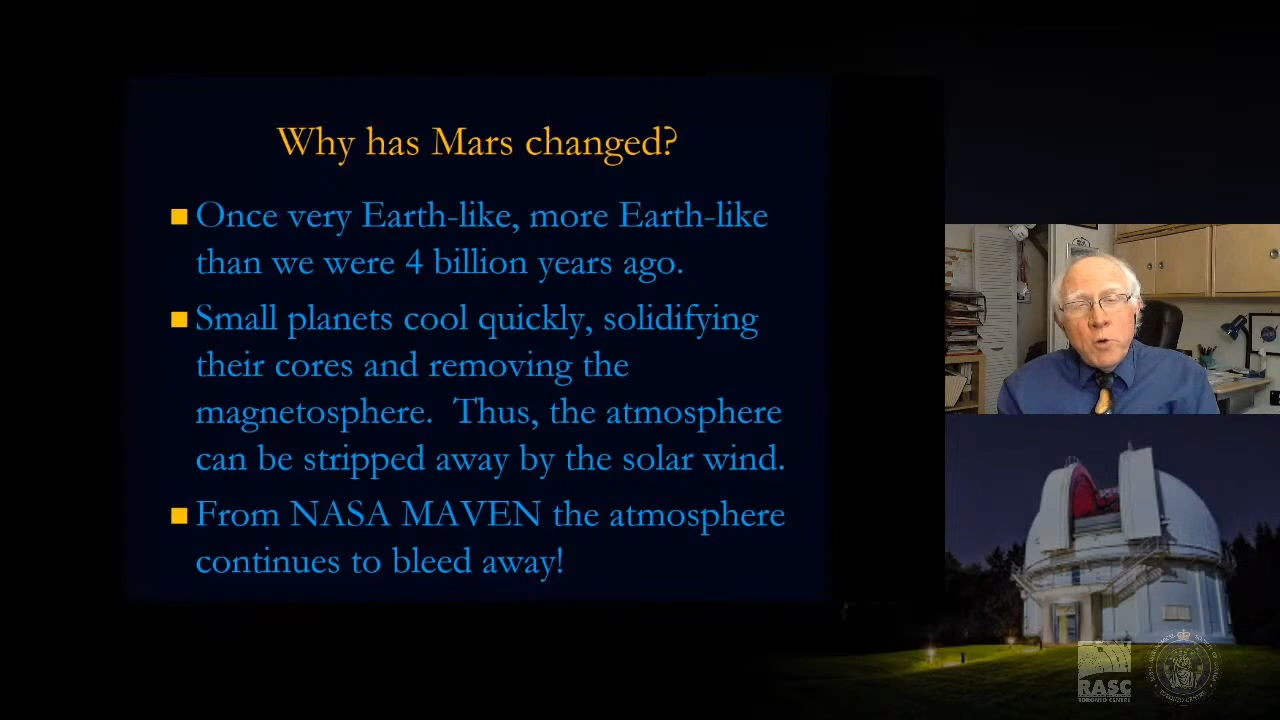 Why has Mars changed?
Once very Earth-like, more Earth-like
than we were 4 billion years ago.
Small planets cool quickly, solidifying
their cores and removing the
magnetosphere.  Thus, the atmosphere
can be stripped away by the solar wind.
From NASA MAVEN the atmosphere
continues to bleed away!
RASC
TORONTO CENTRE